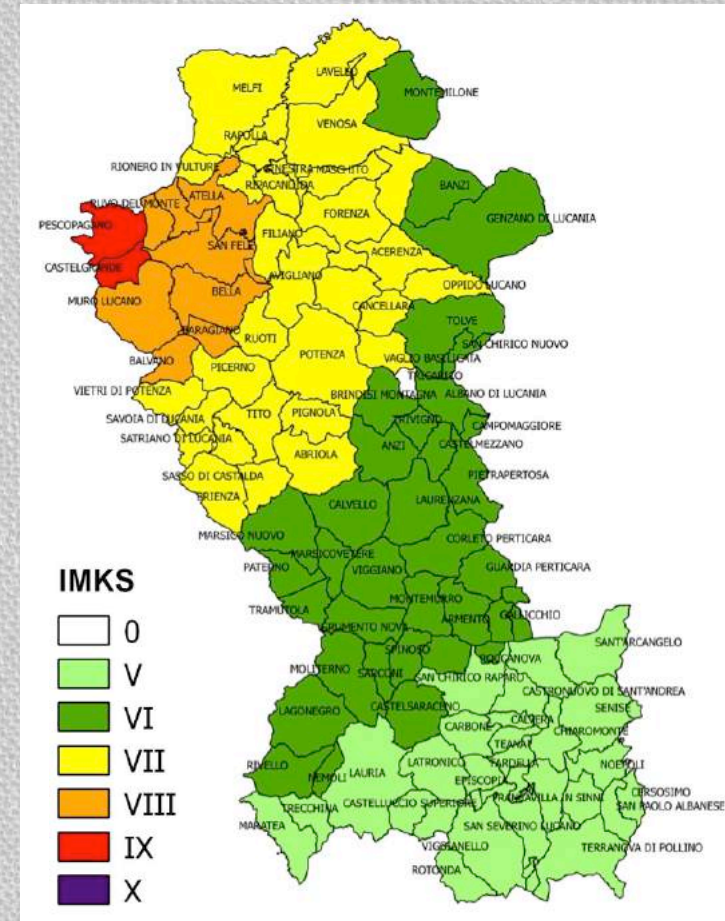 LAVELLO
MELFI
MONTEMILONE
VENOSA
RAPOLLA
RIONERO IN VULTURE
GINESTRA MASCHITO
RIPACANDIDA
BANZI
ATELLA
RUVO DEL MONTE
FORENZA
GENZANO DI LUCANIA
PESCOPAGANO
SAN FELE
FILIANO
ACERENZA
CASTELGRANDE
AVIGLIANO
OPPIDO LUCANO
BELLA
MURO LUCANO
CANCELLARA
TOLVE
BARAGIANO
RUOTI
SAN CHIRICO NUOVO
POTENZA
VAGLIO BASILICATA
BALVANO
PICERNO
TRICARICO
VIETRI DI POTENZA
BRINDISI MONTAGNA
ALBANO DI LUCANIA
SAVOIA DI LUCANIA
TITO
PIGNOLA
TRIVIGNO
CAMPOMAGGIORE
SATRIANO DI LUCANIA
ANZI
CASTELMEZZANO
ABRIOLA
SASSO DI CASTALDA
PIETRAPERTOSA
BRIENZA
CALVELLO
LAURENZANA
MARSICO NUOVO
CORLETO PERTICARA
MARSICOVETERE
PATERNO
VIGGIANO
GUARDIA PERTICARA
MONTEMURRO
TRAMUTOLA
ARMENTO
GALLICCHIO
GRUMENTO NOVA
SANT'ARCANGELO
SPINOSO
ROCCANOVA
MOLITERNO
SARCONI
SAN CHIRICO RAPARO
CASTRONUOVO DI SANT'ANDREA
LAGONEGRO
CASTELSARACENO
SENISE
CARBONE
CALVERA
CHIAROMONTE
TEANA
RIVELLO
NEMOLI
LAURIA
LATRONICO
FARDELLA
NOEPOLI
EPISCOPIA
CERSOSIMO
TRECCHINA
CASTELLUCCIO SUPERIORE
FRANCAVILLA IN SINNI
SAN PAOLO ALBANESE
MARATEA
SAN SEVERINO LUCANO
VIGGIANELLO
TERRANOVA DI POLLINO
ROTONDA
IMKS
0
V
VI
VII
VIII
IX
X